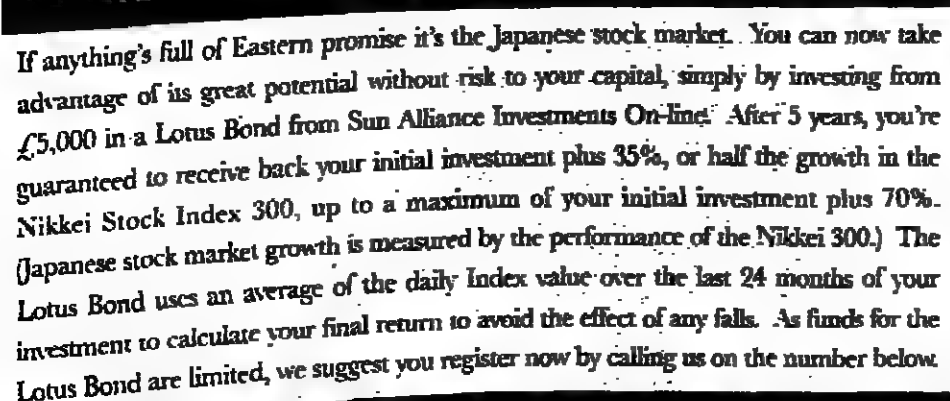 If anything's full of Eastern promise it's the Japanese stock market. You can now take
advantage of its great potential without risk to your capital, simply by investing from
£5,000 in a Lotus Bond from Sun Alliance Investments On-line. After 5 years, you're
guaranteed to receive back your initial investment plus 35%, or half the growth in the
Nikkei Stock Index 300, up to a maximum of your initial investment plus 70%.
(Japanese stock market growth is measured by the performance of the Nikkei 300.) The
Lotus Bond uses an average of the daily Index value over the last 24 months of your
investment to calculate your final return to avoid the effect of any falls. As funds for the
Lotus Bond are limited, we suggest you register now by calling us on the number below.